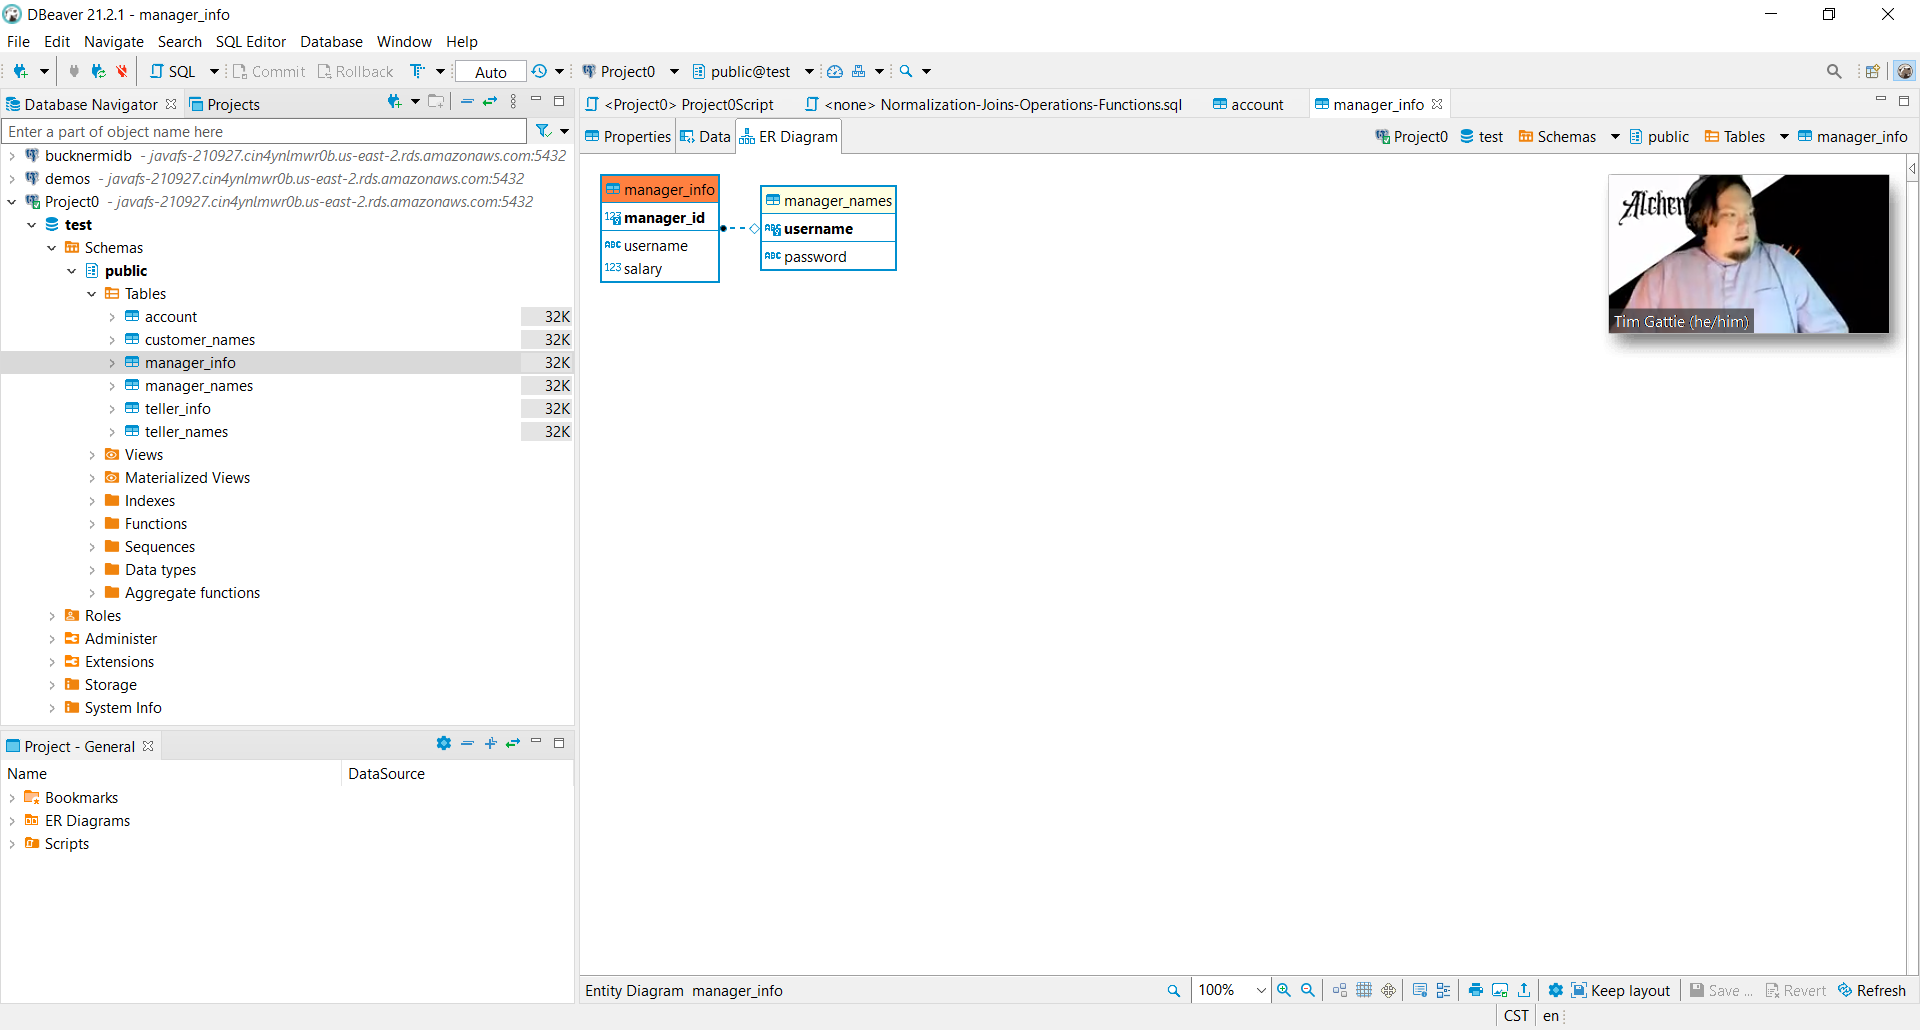 DBeaver 21.2.1 - manager_info
File Edit Navigate Search SQL Editor Database Window Help
SQL Commit Rollback Auto Project0 public@test
Database Navigator Projects
<Project0> Project0Script <none> Normalization-Joins-Operations-Functions.sql account manager_info
Enter a part of object name here
Properties Data ER Diagram Project0 test Schemas public Tables manager_info
bucknermidb - javafs-210927.cin4ynlmwr0b.us-east-2.rds.amazonaws.com:5432
demos - javafs-210927.cin4ynlmwr0b.us-east-2.rds.amazonaws.com:5432
Project0 - javafs-210927.cin4ynlmwr0b.us-east-2.rds.amazonaws.com:5432
test
Schemas
public
Tables
account 32K
customer_names 32K
manager_info 32K
manager_names 32K
teller_info 32K
teller_names 32K
Views
Materialized Views
Indexes
Functions
Sequences
Data types
Aggregate functions
Roles
Administer
Extensions
Storage
System Info
manager_info
123 manager_id
ABC username
123 salary
manager_names
ABC username
ABC password
Alchem
Tim Gattie (he/him)
Project - General
Name DataSource
Bookmarks
ER Diagrams
Scripts
Entity Diagram manager_info 100% Keep layout Save ... Revert Refresh
CST en